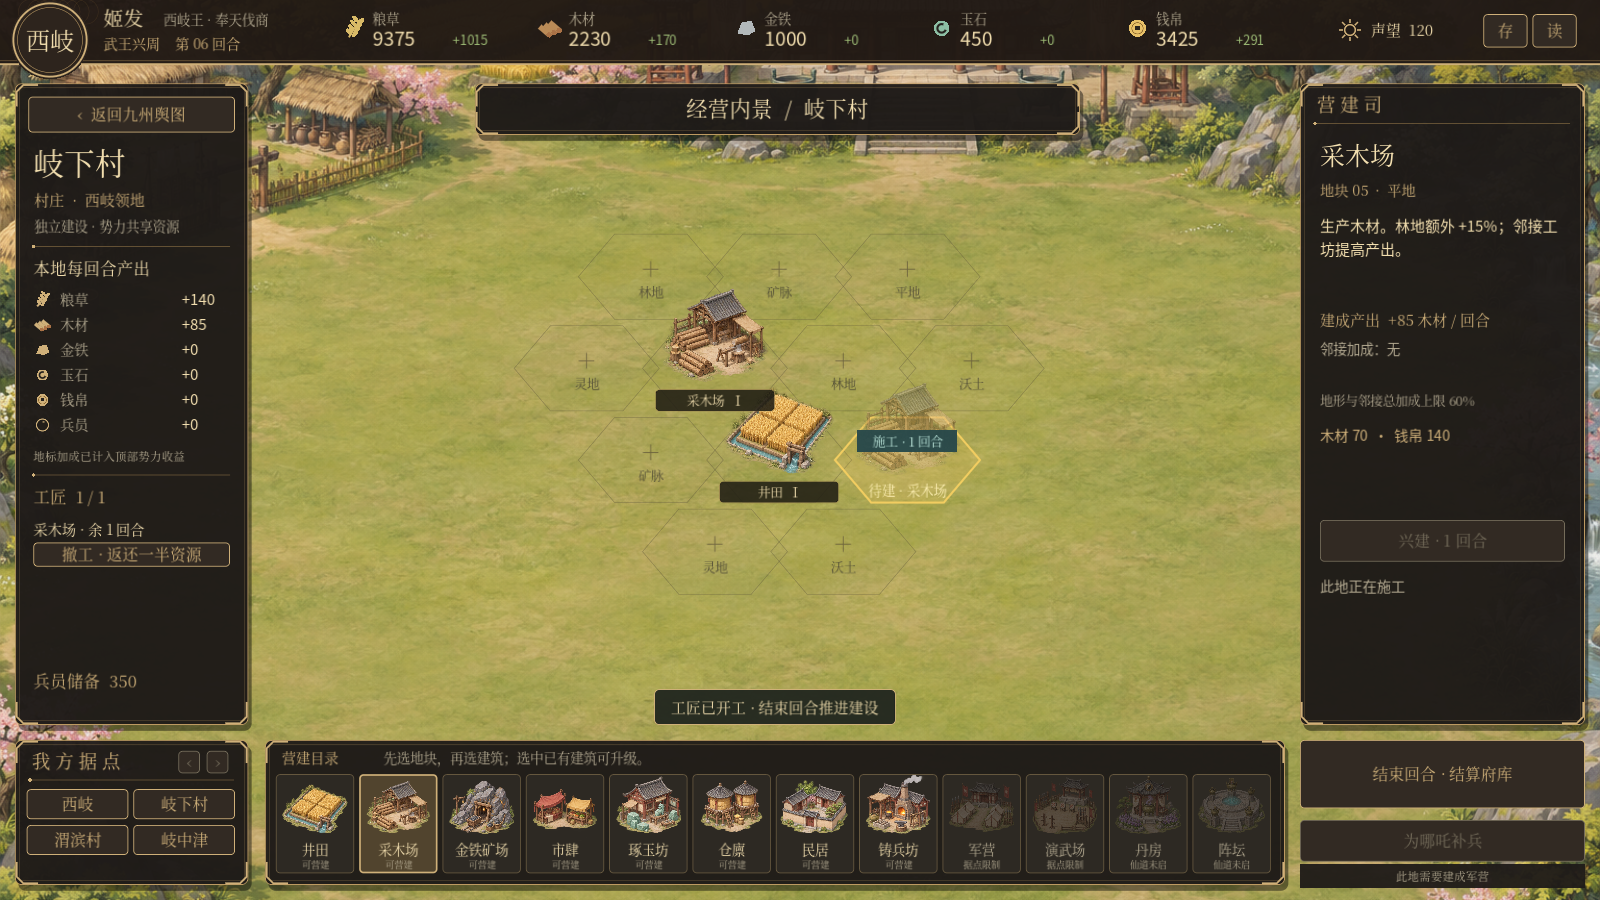 西岐
姬发 西岐王 · 奉天伐商
武王兴周 第 06 回合
粮草 9375 +1015
木材 2230 +170
金铁 1000 +0
玉石 450 +0
钱帛 3425 +291
声望 120
存 读
‹ 返回九州舆图
岐下村
村庄 · 西岐领地
独立建设 · 势力共享资源
本地每回合产出
粮草 +140
木材 +85
金铁 +0
玉石 +0
钱帛 +0
兵员 +0
地标加成已计入顶部势力收益
工匠 1 / 1
采木场 · 余 1 回合
撤工 · 返还一半资源
兵员储备 350
经营内景 / 岐下村
林地
矿脉
平地
灵地
采木场 I
林地
沃土
矿脉
井田 I
施工 · 1 回合
待建 · 采木场
灵地
沃土
工匠已开工 · 结束回合推进建设
营建司
采木场
地块 05 · 平地
生产木材。林地额外 +15%；邻接工
坊提高产出。
建成产出 +85 木材 / 回合
邻接加成：无
地形与邻接总加成上限 60%
木材 70 · 钱帛 140
兴建 · 1 回合
此地正在施工
我方据点 ‹ ›
西岐 岐下村
渭滨村 岐中津
营建目录 先选地块，再选建筑；选中已有建筑可升级。
井田 可营建
采木场 可营建
金铁矿场 可营建
市肆 可营建
琢玉坊 可营建
仓廪 可营建
民居 可营建
铸兵坊 可营建
军营 据点限制
演武场 据点限制
丹房 仙道未启
阵坛 仙道未启
结束回合 · 结算府库
为哪吒补兵
此地需要建成军营